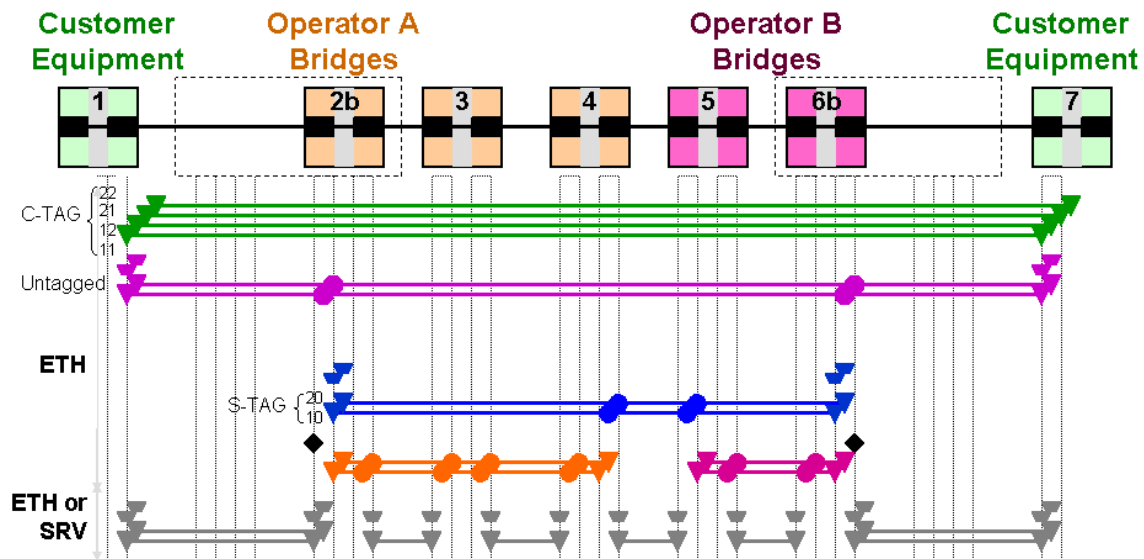 Customer Equipment
Operator A Bridges
Operator B Bridges
Customer Equipment
1
2b
3
4
5
6b
7
C-TAG
22
21
12
11
Untagged
ETH
S-TAG
20
10
ETH or
SRV